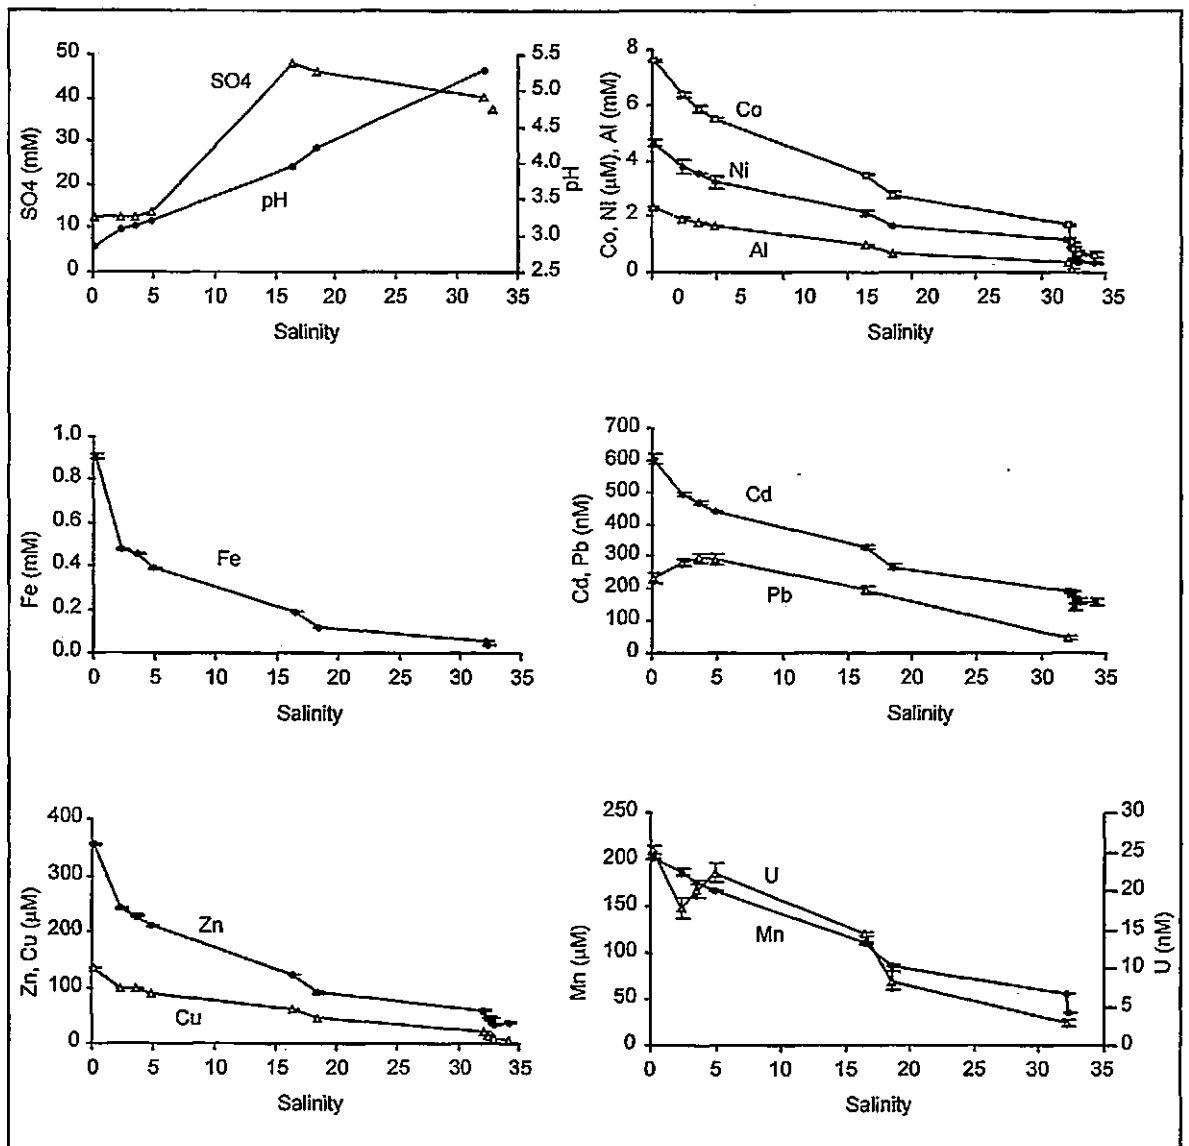 50
40
30
20
10
0
SO4 (mM)
5.5
5.0
4.5
4.0
3.5
3.0
2.5
pH
SO4
pH
0 5 10 15 20 25 30 35
Salinity
8
6
4
2
0
Co, Ni (µM), Al (mM)
Co
Ni
Al
0 5 10 15 20 25 30 35
Salinity
1.0
0.8
0.6
0.4
0.2
0.0
Fe (mM)
Fe
0 5 10 15 20 25 30 35
Salinity
700
600
500
400
300
200
100
0
Cd, Pb (nM)
Cd
Pb
0 5 10 15 20 25 30 35
Salinity
400
300
200
100
0
Zn, Cu (µM)
Zn
Cu
0 5 10 15 20 25 30 35
Salinity
250
200
150
100
50
0
Mn (µM)
30
25
20
15
10
5
0
U (nM)
U
Mn
0 5 10 15 20 25 30 35
Salinity